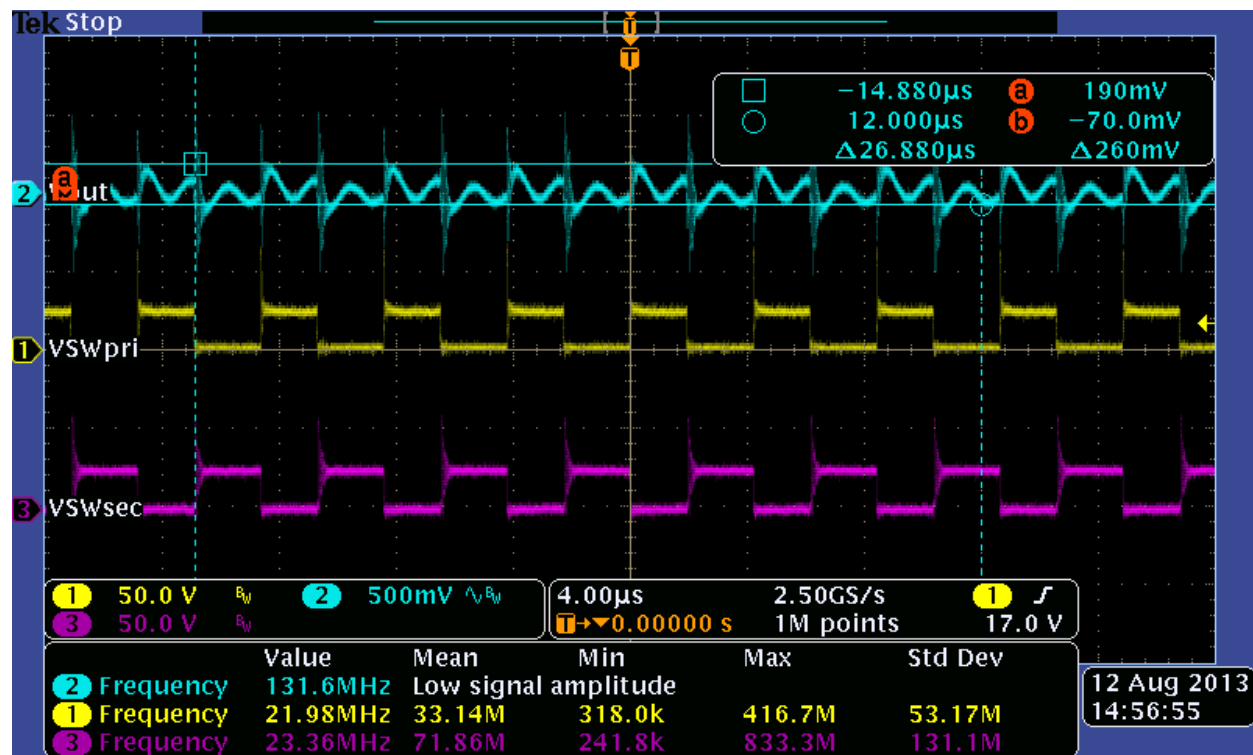 Tek Stop
T
T
□ −14.880µs a 190mV
○ 12.000µs b −70.0mV
Δ26.880µs Δ260mV
a
2
1 VSWpri
3 VSWsec
1 50.0 V BW 2 500mV ∿BW
3 50.0 V BW
4.00µs 2.50GS/s 1 ʃ
T→▼0.00000 s 1M points 17.0 V
Value Mean Min Max Std Dev
2 Frequency 131.6MHz Low signal amplitude
1 Frequency 21.98MHz 33.14M 318.0k 416.7M 53.17M
3 Frequency 23.36MHz 71.86M 241.8k 833.3M 131.1M
12 Aug 2013
14:56:55